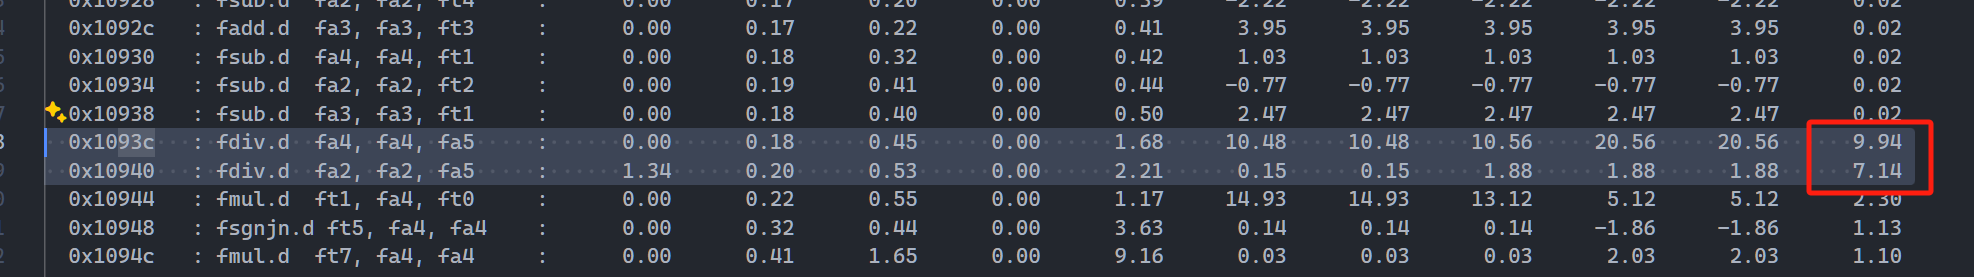 0x10928   : fsub.d  fa2, fa2, ft4    :      0.00      0.17      0.20      0.00      0.39     -2.22     -2.22     -2.22     -2.22     -2.22      0.02
0x1092c   : fadd.d  fa3, fa3, ft3    :      0.00      0.17      0.22      0.00      0.41      3.95      3.95      3.95      3.95      3.95      0.02
0x10930   : fsub.d  fa4, fa4, ft1    :      0.00      0.18      0.32      0.00      0.42      1.03      1.03      1.03      1.03      1.03      0.02
0x10934   : fsub.d  fa2, fa2, ft2    :      0.00      0.19      0.41      0.00      0.44     -0.77     -0.77     -0.77     -0.77     -0.77      0.02
0x10938   : fsub.d  fa3, fa3, ft1    :      0.00      0.18      0.40      0.00      0.50      2.47      2.47      2.47      2.47      2.47      0.02
0x1093c   : fdiv.d  fa4, fa4, fa5    :      0.00      0.18      0.45      0.00      1.68     10.48     10.48     10.56     20.56     20.56      9.94
0x10940   : fdiv.d  fa2, fa2, fa5    :      1.34      0.20      0.53      0.00      2.21      0.15      0.15      1.88      1.88      1.88      7.14
0x10944   : fmul.d  ft1, fa4, ft0    :      0.00      0.22      0.55      0.00      1.17     14.93     14.93     13.12      5.12      5.12      2.30
0x10948   : fsgnjn.d ft5, fa4, fa4    :      0.00      0.32      0.44      0.00      3.63      0.14      0.14      0.14     -1.86     -1.86      1.13
0x1094c   : fmul.d  ft7, fa4, fa4    :      0.00      0.41      1.65      0.00      9.16      0.03      0.03      0.03      2.03      2.03      1.10